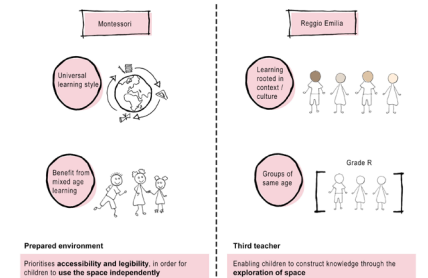 Montessori
Universal
learning style
Benefit from
mixed age
learning
Prepared environment
Prioritises accessibility and legibility, in order for
children to use the space independently
Reggio Emilia
Learning
rooted in
context /
culture
Groups of
same age
Grade R
Third teacher
Enabling children to construct knowledge through the
exploration of space